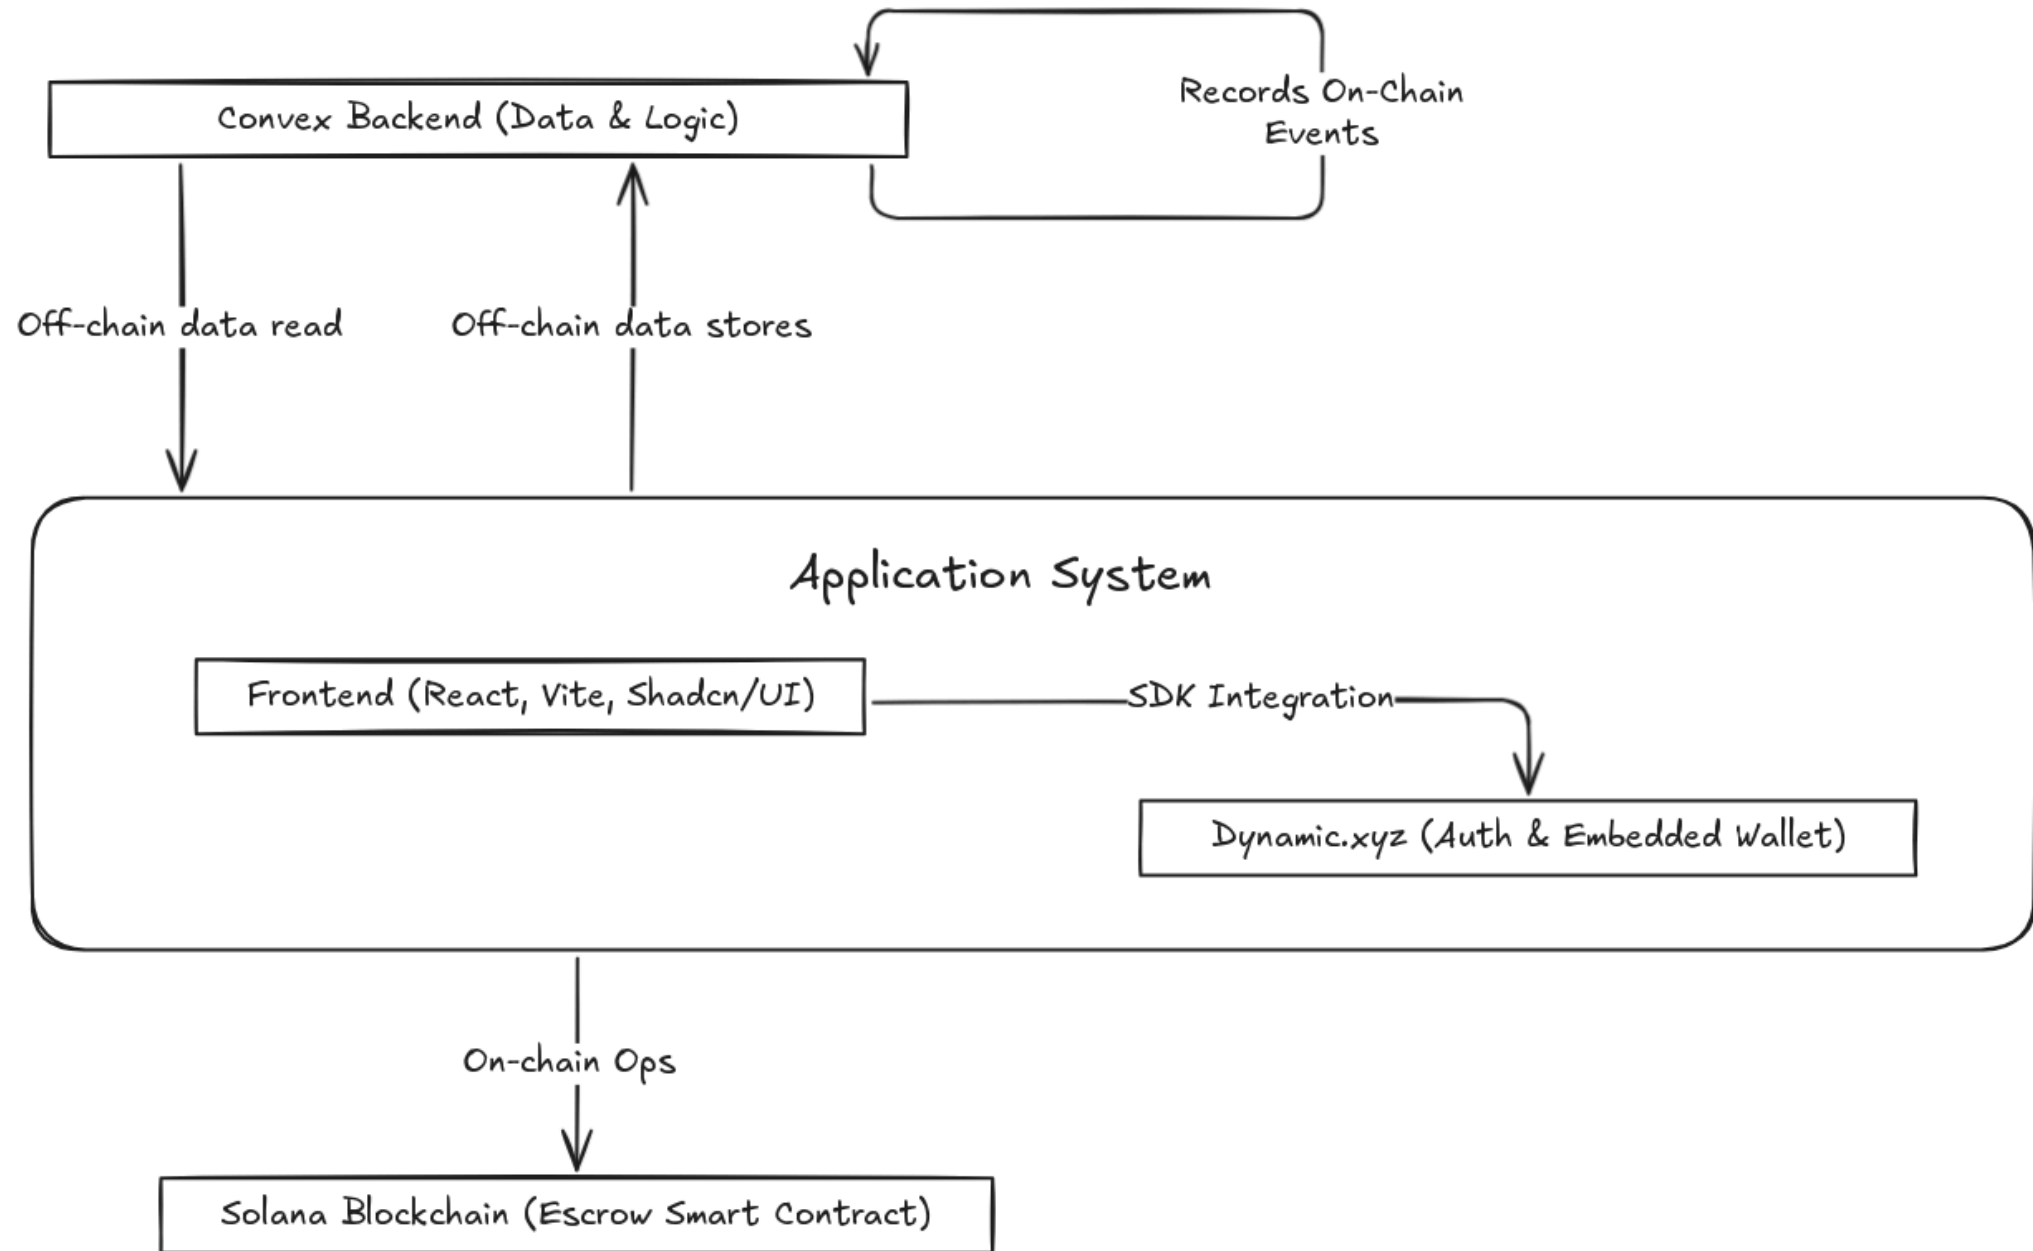 Records On-Chain
Events
Convex Backend (Data & Logic)
Off-chain data read
Off-chain data stores
Application System
Frontend (React, Vite, Shadcn/UI)
SDK Integration
Dynamic.xyz (Auth & Embedded Wallet)
On-chain Ops
Solana Blockchain (Escrow Smart Contract)